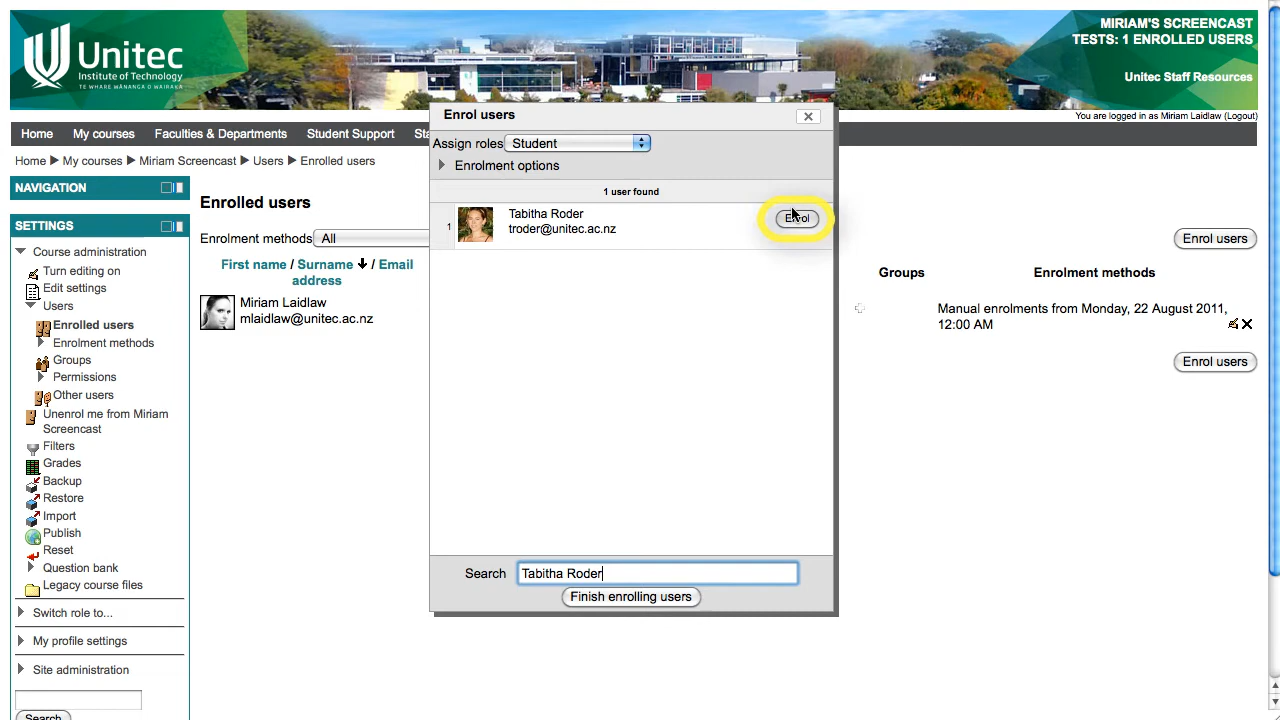 Unitec
Institute of Technology
TE WHARE WĀNANGA O WAIRAKA
MIRIAM'S SCREENCAST
TESTS: 1 ENROLLED USERS
Unitec Staff Resources
You are logged in as Miriam Laidlaw (Logout)
Home My courses Faculties & Departments Student Support Sta
Home ▶ My courses ▶ Miriam Screencast ▶ Users ▶ Enrolled users
NAVIGATION
SETTINGS
Course administration
Turn editing on
Edit settings
Users
Enrolled users
Enrolment methods
Groups
Permissions
Other users
Unenrol me from Miriam
Screencast
Filters
Grades
Backup
Restore
Import
Publish
Reset
Question bank
Legacy course files
Switch role to...
My profile settings
Site administration
Search
Enrolled users
Enrolment methods All
First name / Surname / Email
address
Miriam Laidlaw
mlaidlaw@unitec.ac.nz
Enrol users
Assign roles Student
Enrolment options
1 user found
1
Tabitha Roder
troder@unitec.ac.nz
Enrol
Search Tabitha Roder
Finish enrolling users
Enrol users
Groups Enrolment methods
Manual enrolments from Monday, 22 August 2011,
12:00 AM
Enrol users